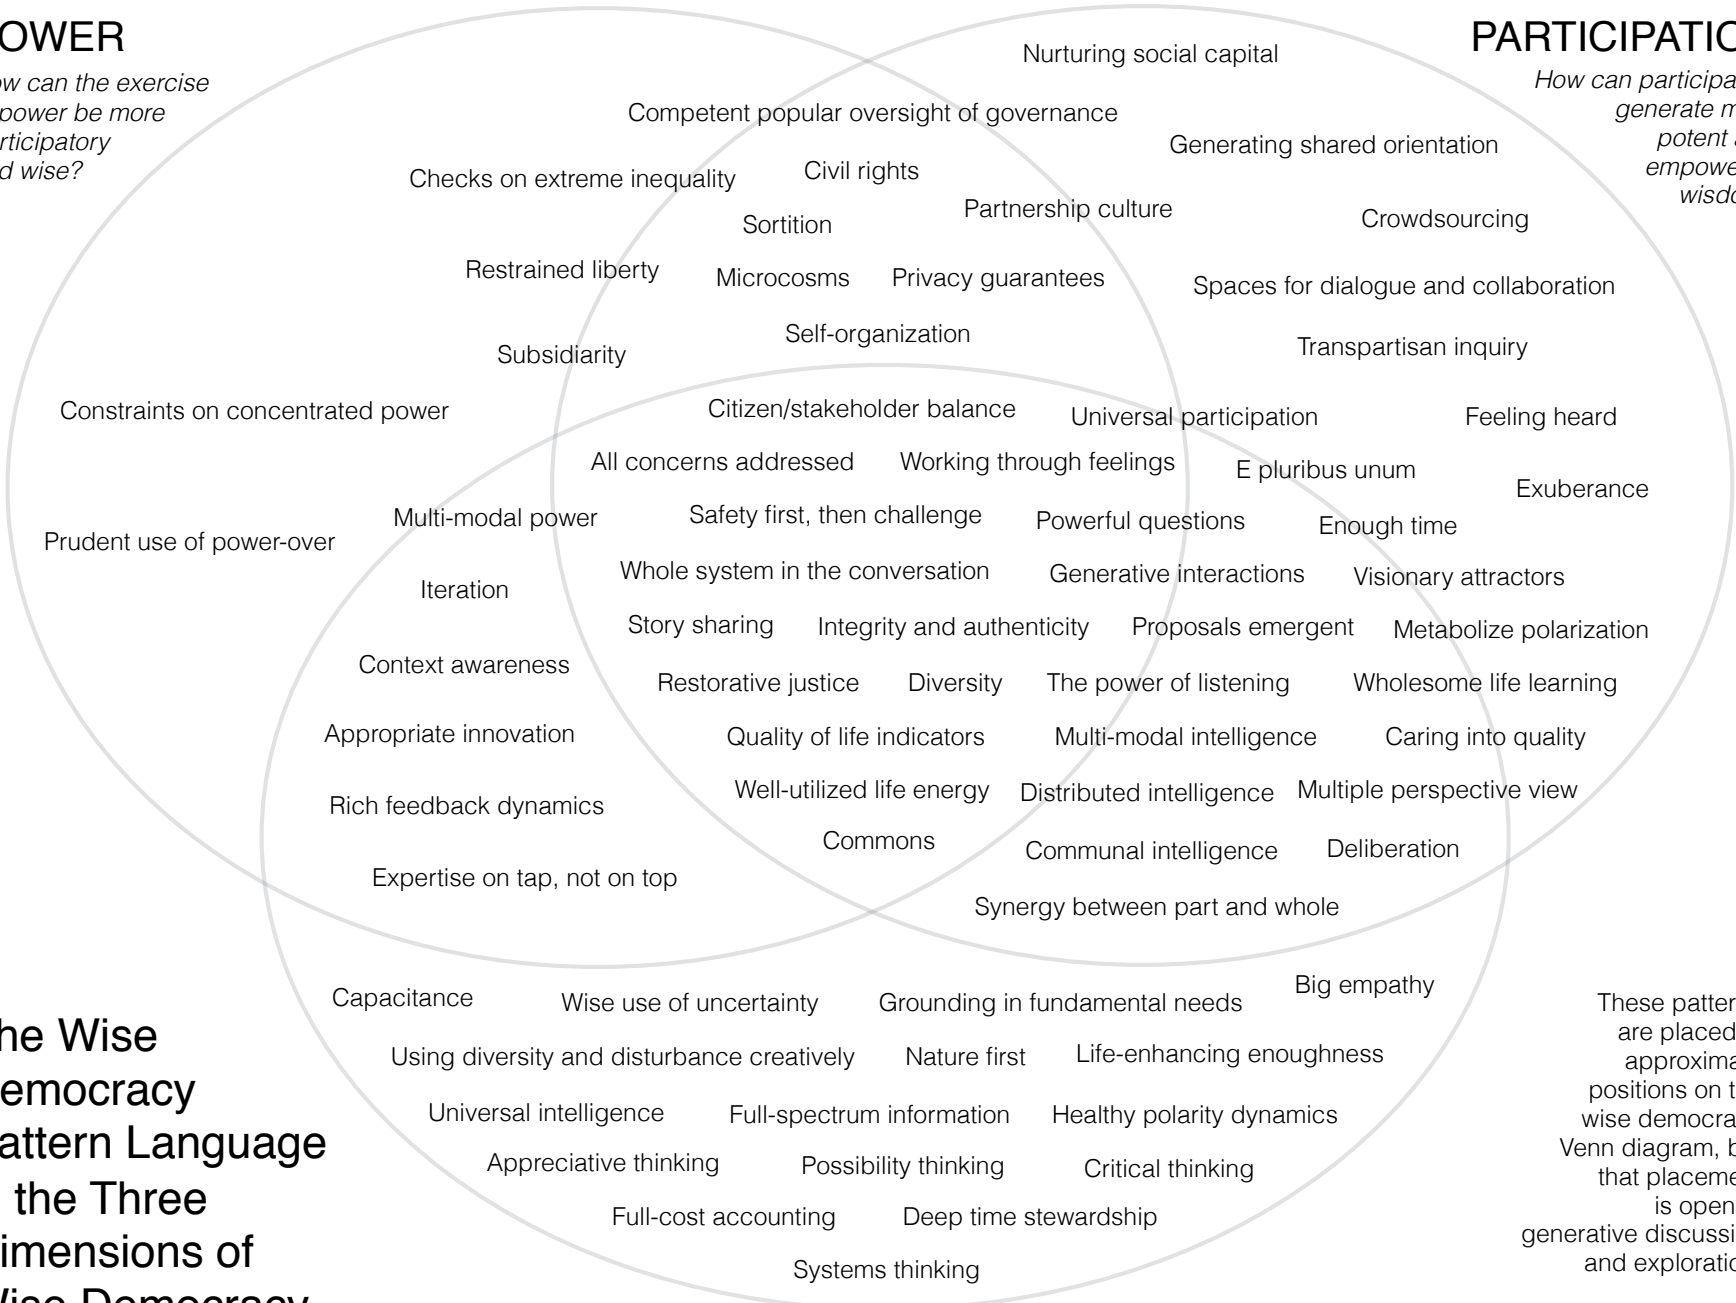 OWER
ow can the exercise
power be more
rticipatory
d wise?
PARTICIPATIO
How can participa
generate m
potent
empowe
wisdo
Nurturing social capital
Competent popular oversight of governance
Generating shared orientation
Checks on extreme inequality
Civil rights
Partnership culture
Crowdsourcing
Sortition
Restrained liberty
Microcosms
Privacy guarantees
Spaces for dialogue and collaboration
Self-organization
Transpartisan inquiry
Subsidiarity
Constraints on concentrated power
Citizen/stakeholder balance
Universal participation
Feeling heard
All concerns addressed
Working through feelings
E pluribus unum
Exuberance
Multi-modal power
Safety first, then challenge
Powerful questions
Enough time
Prudent use of power-over
Whole system in the conversation
Generative interactions
Visionary attractors
Iteration
Story sharing
Integrity and authenticity
Proposals emergent
Metabolize polarization
Context awareness
Restorative justice
Diversity
The power of listening
Wholesome life learning
Appropriate innovation
Quality of life indicators
Multi-modal intelligence
Caring into quality
Rich feedback dynamics
Well-utilized life energy
Distributed intelligence
Multiple perspective view
Commons
Communal intelligence
Deliberation
Expertise on tap, not on top
Synergy between part and whole
Capacitance
Wise use of uncertainty
Grounding in fundamental needs
Big empathy
Using diversity and disturbance creatively
Nature first
Life-enhancing enoughness
Universal intelligence
Full-spectrum information
Healthy polarity dynamics
Appreciative thinking
Possibility thinking
Critical thinking
Full-cost accounting
Deep time stewardship
Systems thinking
he Wise
emocracy
attern Language
the Three
imensions of
Wise Democracy
These patter
are placed
approxima
positions on t
wise democra
Venn diagram, b
that placeme
is open
generative discussi
and exploratio